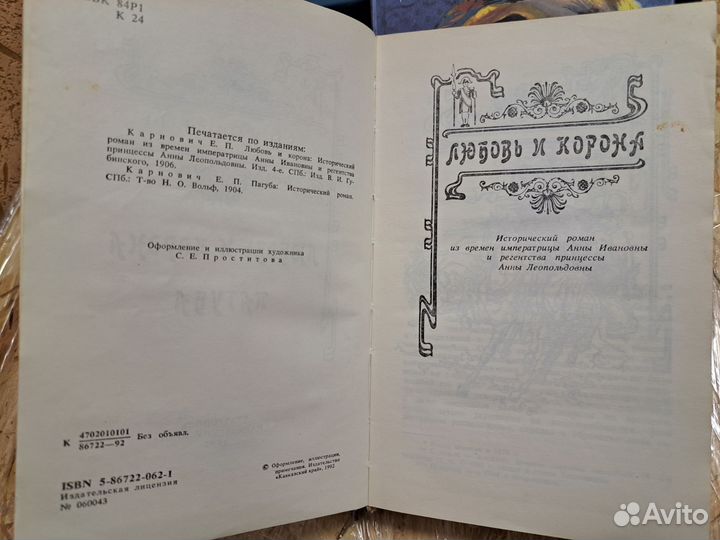 ББК 84Р1
К 24
Печатается по изданиям:
Карнович Е. П. Любовь и корона: Исторический
роман из времен императрицы Анны Ивановны и регентства
принцессы Анны Леопольдовны. Изд. 4-е. СПб.: Изд. В. И. Гу-
бинского, 1906.
Карнович Е. П. Пагуба: Исторический роман.
СПб.: Т-во Н. О. Вольф, 1904.
Оформление и иллюстрации художника
С. Е. Проститова
К 4702010101
86722—92 Без объявл.
ISBN 5-86722-062-1
Издательская лицензия
№ 060043
© Оформление, иллюстрации,
примечания. Издательство
«Кавказский край», 1992
ЛЮБОВЬ И КОРОНА
Исторический роман
из времен императрицы Анны Ивановны
и регентства принцессы
Анны Леопольдовны
Avito